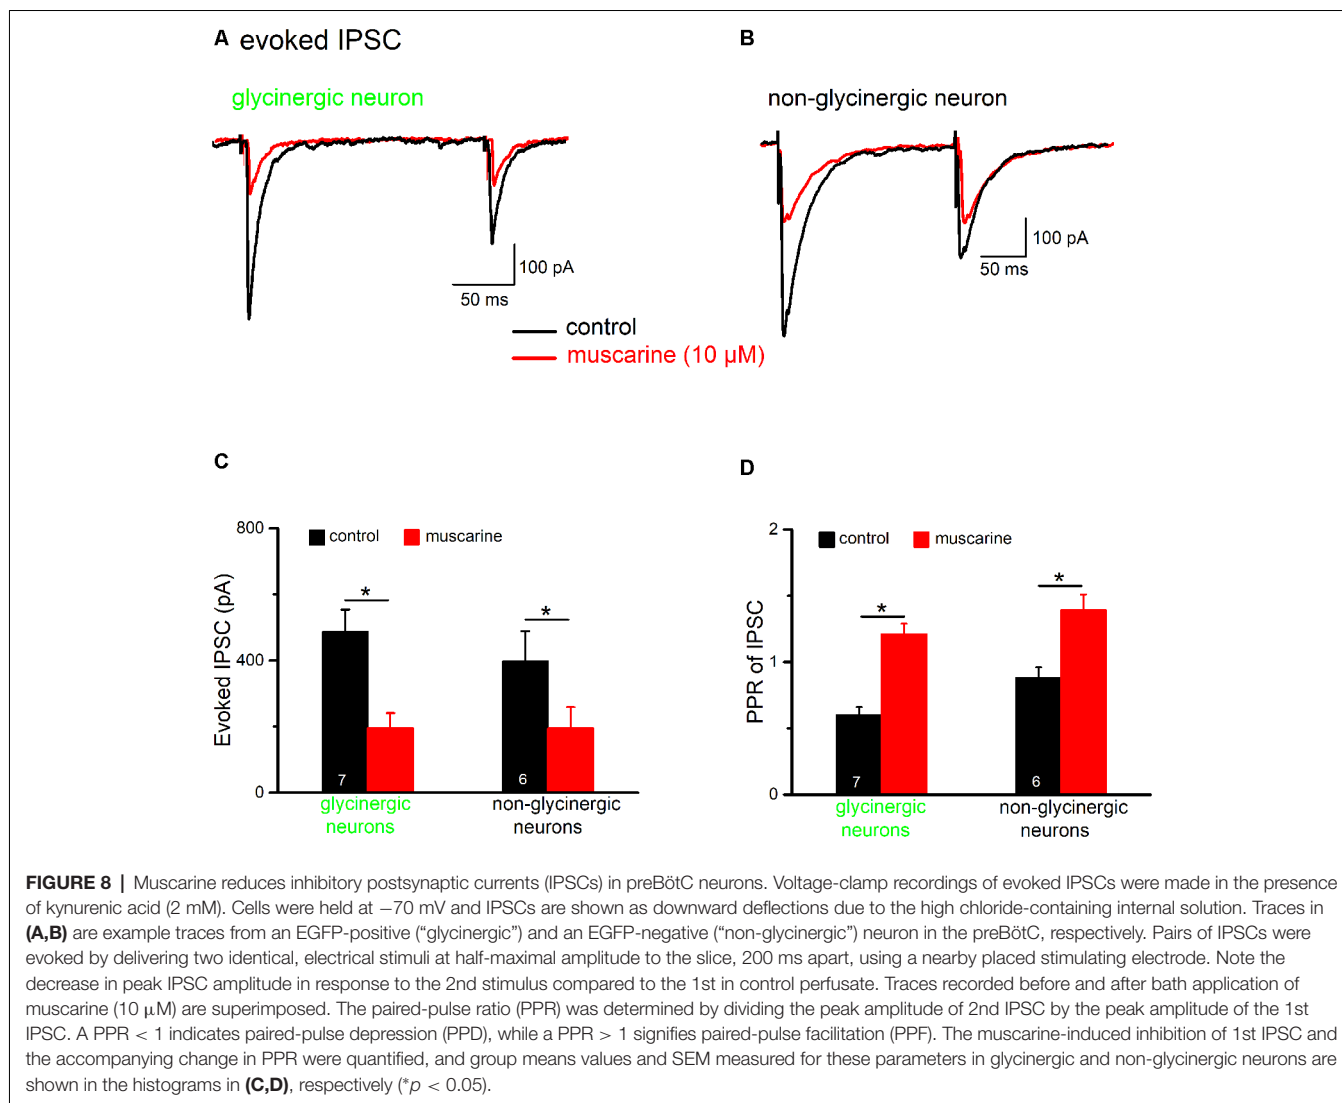 A evoked IPSC
B
glycinergic neuron
non-glycinergic neuron
100 pA
50 ms
100 pA
50 ms
control
muscarine (10 µM)
C
D
800
400
0
Evoked IPSC (pA)
control
muscarine
*
*
7
6
glycinergic
neurons
non-glycinergic
neurons
2
1
0
PPR of IPSC
control
muscarine
*
*
7
6
glycinergic
neurons
non-glycinergic
neurons
FIGURE 8 | Muscarine reduces inhibitory postsynaptic currents (IPSCs) in preBötC neurons. Voltage-clamp recordings of evoked IPSCs were made in the presence
of kynurenic acid (2 mM). Cells were held at −70 mV and IPSCs are shown as downward deflections due to the high chloride-containing internal solution. Traces in
(A,B) are example traces from an EGFP-positive (“glycinergic”) and an EGFP-negative (“non-glycinergic”) neuron in the preBötC, respectively. Pairs of IPSCs were
evoked by delivering two identical, electrical stimuli at half-maximal amplitude to the slice, 200 ms apart, using a nearby placed stimulating electrode. Note the
decrease in peak IPSC amplitude in response to the 2nd stimulus compared to the 1st in control perfusate. Traces recorded before and after bath application of
muscarine (10 µM) are superimposed. The paired-pulse ratio (PPR) was determined by dividing the peak amplitude of 2nd IPSC by the peak amplitude of the 1st
IPSC. A PPR < 1 indicates paired-pulse depression (PPD), while a PPR > 1 signifies paired-pulse facilitation (PPF). The muscarine-induced inhibition of 1st IPSC and
the accompanying change in PPR were quantified, and group means values and SEM measured for these parameters in glycinergic and non-glycinergic neurons are
shown in the histograms in (C,D), respectively (*p < 0.05).